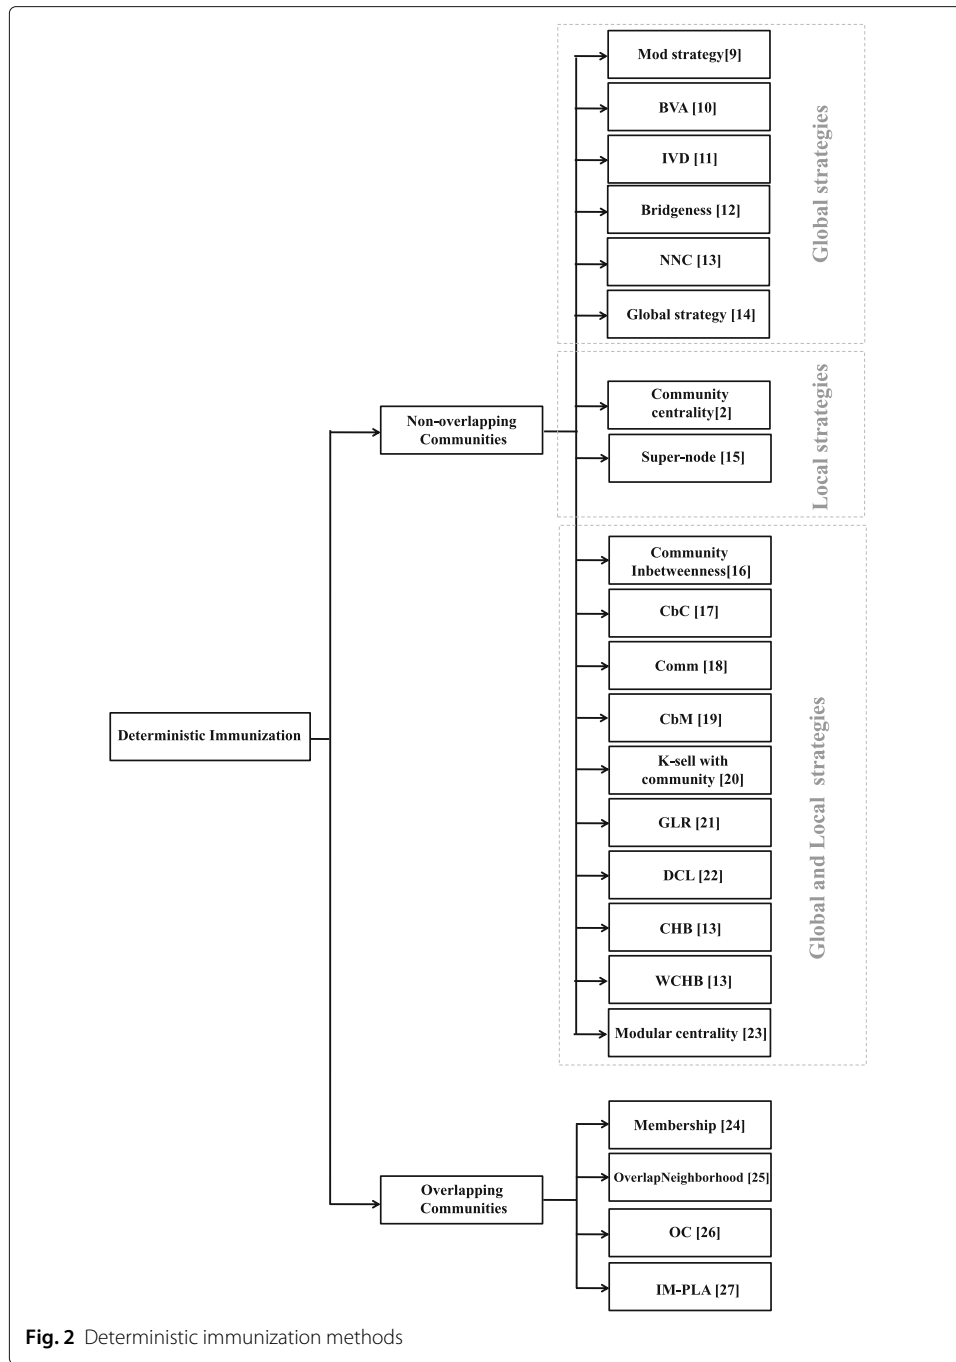 Mod strategy[9]
BVA [10]
IVD [11]
Bridgeness [12]
NNC [13]
Global strategy [14]
Global strategies
Community
centrality[2]
Super-node [15]
Local strategies
Non-overlapping
Communities
Community
Inbetweenness[16]
CbC [17]
Comm [18]
CbM [19]
K-sell with
community [20]
GLR [21]
DCL [22]
CHB [13]
WCHB [13]
Modular centrality [23]
Global and Local strategies
Deterministic Immunization
Membership [24]
OverlapNeighborhood [25]
OC [26]
IM-PLA [27]
Overlapping
Communities
Fig. 2 Deterministic immunization methods